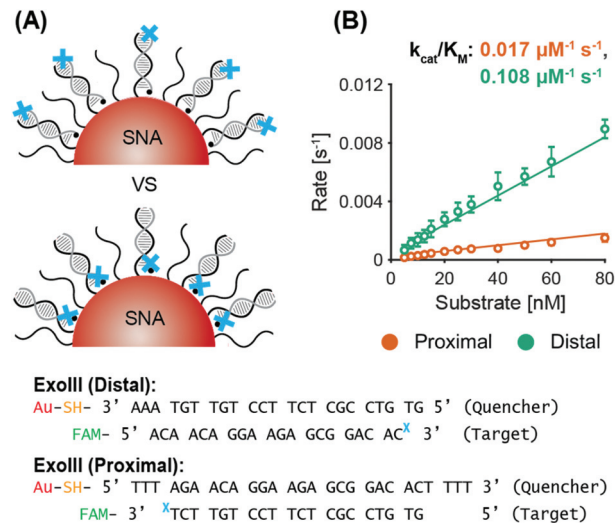 (A)
SNA
VS
SNA
(B)
k_cat/K_M: 0.017 µM⁻¹ s⁻¹,
0.108 µM⁻¹ s⁻¹
0.012
0.008
0.004
0
Rate [s⁻¹]
0 20 40 60 80
Substrate [nM]
Proximal Distal
ExoIII (Distal):
Au-SH- 3' AAA TGT TGT CCT TCT CGC CTG TG 5' (Quencher)
FAM- 5' ACA ACA GGA AGA GCG GAC AC^X 3' (Target)
ExoIII (Proximal):
Au-SH- 5' TTT AGA ACA GGA AGA GCG GAC ACT TTT 3' (Quencher)
FAM- 3' ^XTCT TGT CCT TCT CGC CTG TG 5' (Target)